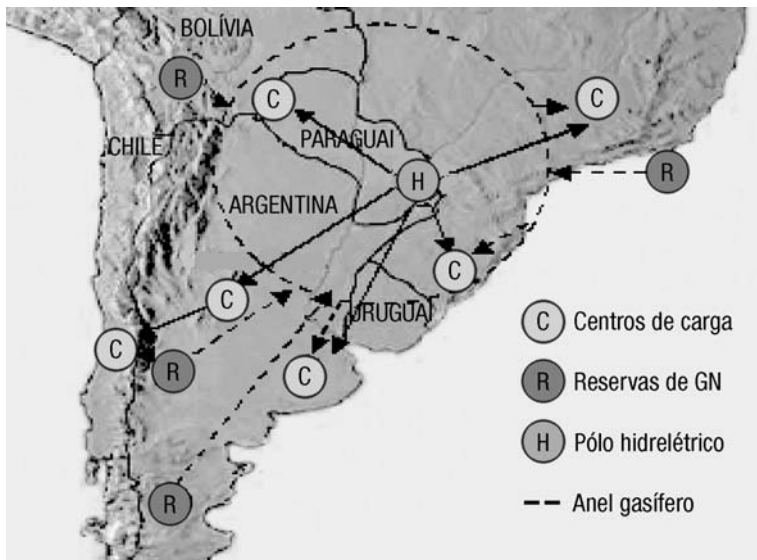 BOLÍVIA
R
C
C
CHILE
PARAGUAI
H
R
ARGENTINA
C
C
URUGUAI
C
R
C
R
C Centros de carga
R Reservas de GN
H Pólo hidrelétrico
Anel gasífero